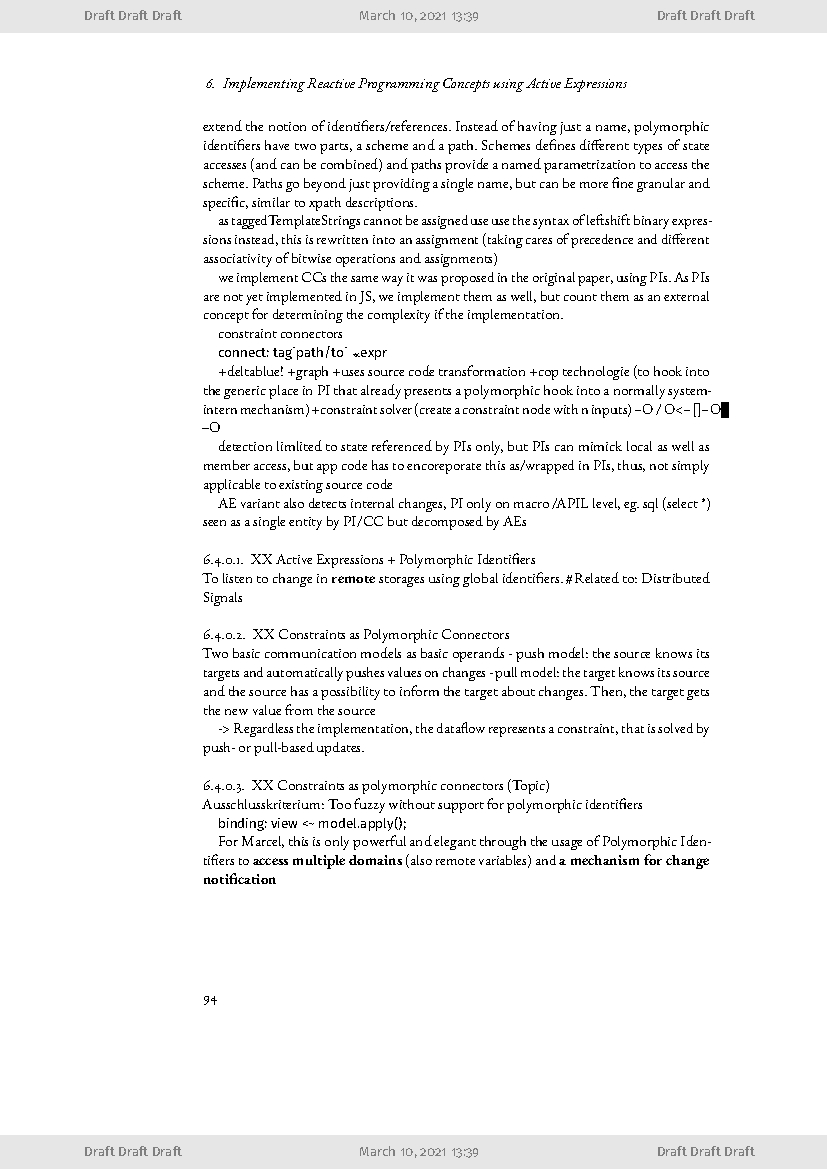 Draft Draft Draft March 10, 2021 13:39 Draft Draft Draft
6. Implementing Reactive Programming Concepts using Active Expressions
extend the notion of identifiers/references. Instead of having just a name, polymorphic
identifiers have two parts, a scheme and a path. Schemes defines different types of state
accesses (and can be combined) and paths provide a named parametrization to access the
scheme. Paths go beyond just providing a single name, but can be more fine granular and
specific, similar to xpath descriptions.
as taggedTemplateStrings cannot be assigned use use the syntax of leftshift binary expres-
sions instead, this is rewritten into an assignment (taking cares of precedence and different
associativity of bitwise operations and assignments)
we implement CCs the same way it was proposed in the original paper, using PIs. As PIs
are not yet implemented in JS, we implement them as well, but count them as an external
concept for determining the complexity if the implementation.
constraint connectors
connect: tag`path/to` «expr
+deltablue! +graph +uses source code transformation +cop technologie (to hook into
the generic place in PI that already presents a polymorphic hook into a normally system-
intern mechanism) +constraint solver (create a constraint node with n inputs) –O / O<– []–O
–O
detection limlited to state referenced by PIs only, but PIs can mimick local as well as
member access, but app code has to encoreporate this as/wrapped in PIs, thus, not simply
applicable to existing source code
AE variant also detects internal changes, PI only on macro /APIL level, eg. sql (select *)
seen as a single entity by PI/CC but decomposed by AEs
6.4.0.1. XX Active Expressions + Polymorphic Identifiers
To listen to change in remote storages using global identifiers. # Related to: Distributed
Signals
6.4.0.2. XX Constraints as Polymorphic Connectors
Two basic communication models as basic operands - push model: the source knows its
targets and automatically pushes values on changes - pull model: the target knows its source
and the source has a possibility to inform the target about changes. Then, the target gets
the new value from the source
-> Regardless the implementation, the dataflow represents a constraint, that is solved by
push- or pull-based updates.
6.4.0.3. XX Constraints as polymorphic connectors (Topic)
Ausschlusskriterium: Too fuzzy without support for polymorphic identifiers
binding: view <~ model.apply();
For Marcel, this is only powerful and elegant through the usage of Polymorphic Iden-
tifiers to access multiple domains (also remote variables) and a mechanism for change
notification
94
Draft Draft Draft March 10, 2021 13:39 Draft Draft Draft